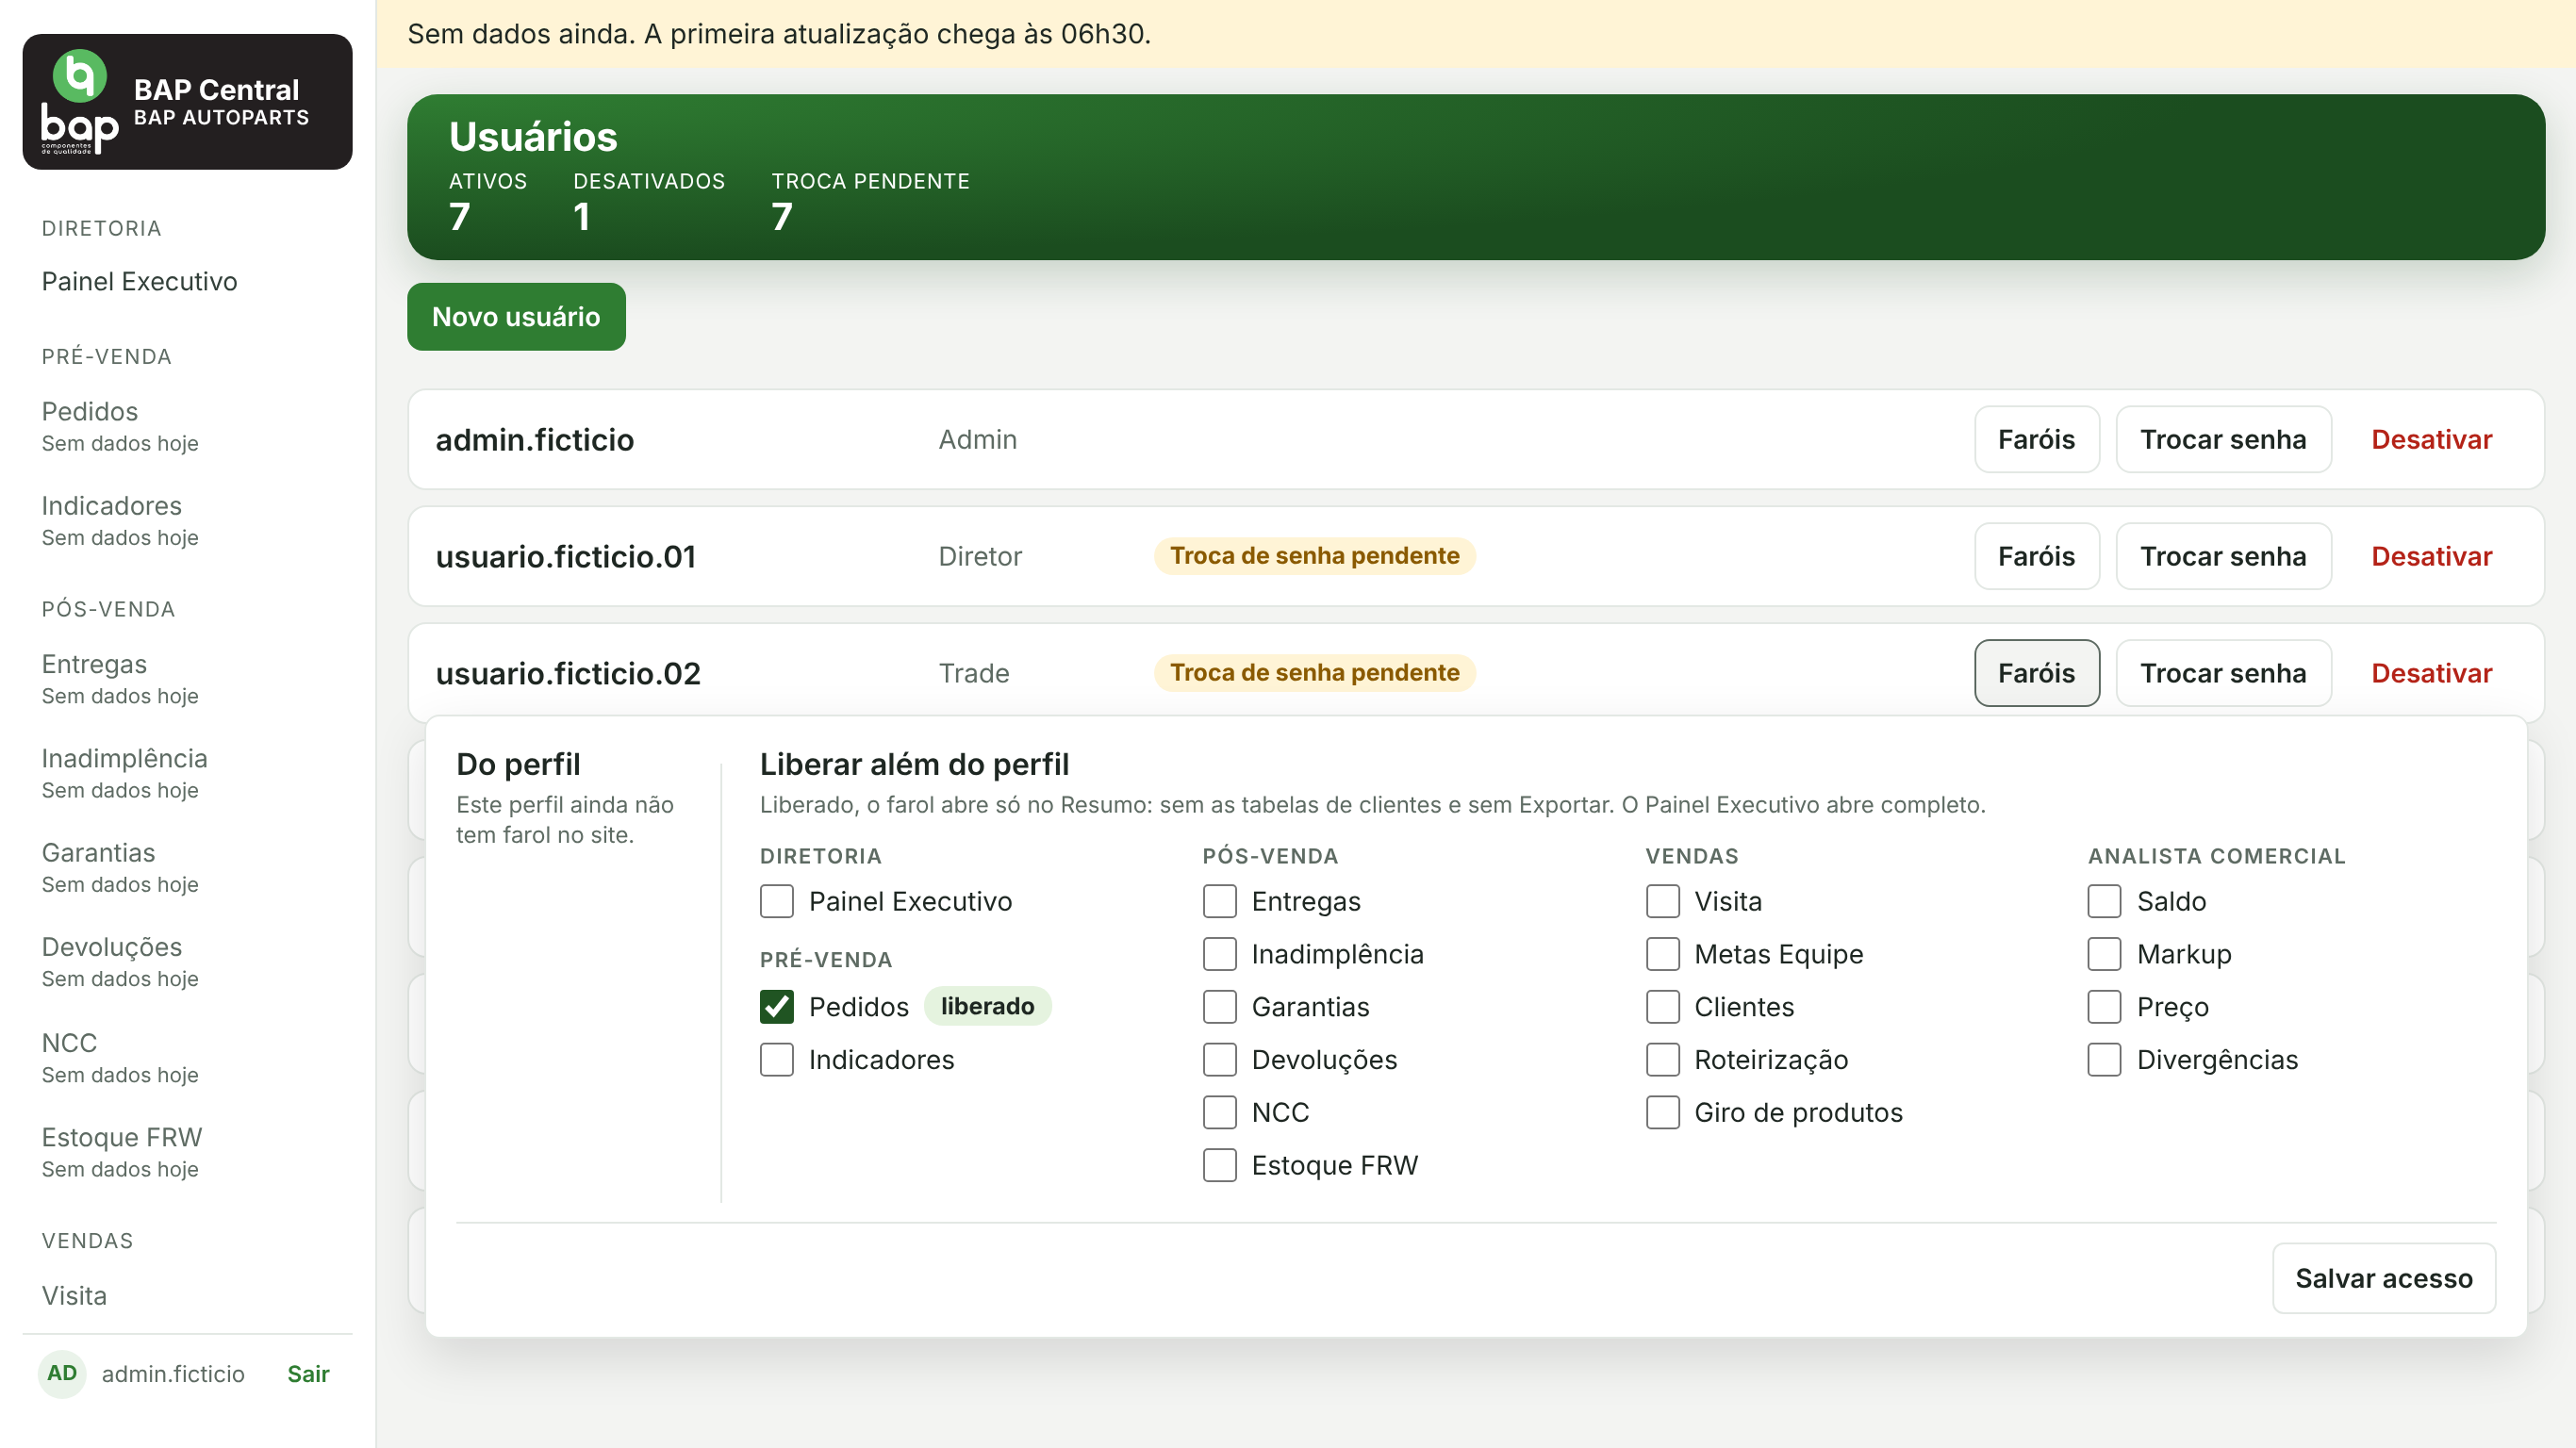 bap
componentes
de qualidade
BAP Central
BAP AUTOPARTS
DIRETORIA
Painel Executivo
PRÉ-VENDA
Pedidos
Sem dados hoje
Indicadores
Sem dados hoje
PÓS-VENDA
Entregas
Sem dados hoje
Inadimplência
Sem dados hoje
Garantias
Sem dados hoje
Devoluções
Sem dados hoje
NCC
Sem dados hoje
Estoque FRW
Sem dados hoje
VENDAS
Visita
AD admin.ficticio Sair
Sem dados ainda. A primeira atualização chega às 06h30.
Usuários
ATIVOS DESATIVADOS TROCA PENDENTE
7 1 7
Novo usuário
admin.ficticio Admin Faróis Trocar senha Desativar
usuario.ficticio.01 Diretor Troca de senha pendente Faróis Trocar senha Desativar
usuario.ficticio.02 Trade Troca de senha pendente Faróis Trocar senha Desativar
Do perfil
Este perfil ainda não
tem farol no site.
Liberar além do perfil
Liberado, o farol abre só no Resumo: sem as tabelas de clientes e sem Exportar. O Painel Executivo abre completo.
DIRETORIA
Painel Executivo
PRÉ-VENDA
Pedidos liberado
Indicadores
PÓS-VENDA
Entregas
Inadimplência
Garantias
Devoluções
NCC
Estoque FRW
VENDAS
Visita
Metas Equipe
Clientes
Roteirização
Giro de produtos
ANALISTA COMERCIAL
Saldo
Markup
Preço
Divergências
Salvar acesso